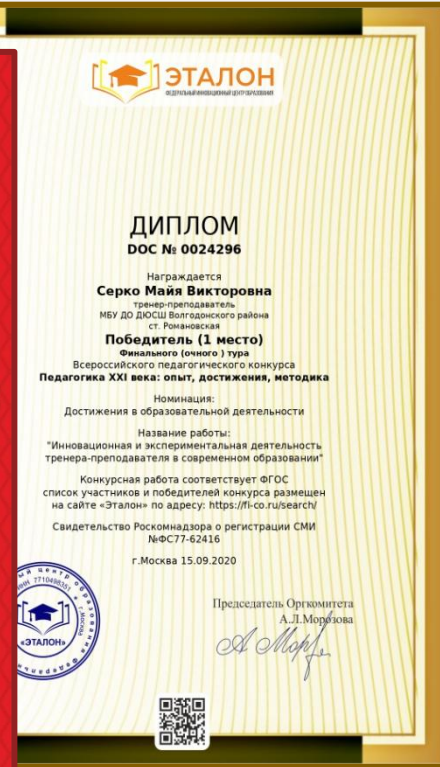 ЭТАЛОН
ФЕДЕРАЛЬНЫЙ ИННОВАЦИОННЫЙ ЦЕНТР ОБРАЗОВАНИЯ
ДИПЛОМ
DOC № 0024296
Награждается
Серко Майя Викторовна
тренер-преподаватель
МБУ ДО ДЮСШ Волгодонского района
ст. Романовская
Победитель (1 место)
Финального (очного ) тура
Всероссийского педагогического конкурса
Педагогика XXI века: опыт, достижения, методика
Номинация:
Достижения в образовательной деятельности
Название работы:
"Инновационная и экспериментальная деятельность
тренера-преподавателя в современном образовании"
Конкурсная работа соответствует ФГОС
список участников и победителей конкурса размещен
на сайте «Эталон» по адресу: https://fi-co.ru/search/
Свидетельство Роскомнадзора о регистрации СМИ
№ФС77-62416
г.Москва 15.09.2020
Председатель Оргкомитета
А.Л.Морозова
ИНН 7710498351 * г.Москва
«ЭТАЛОН»